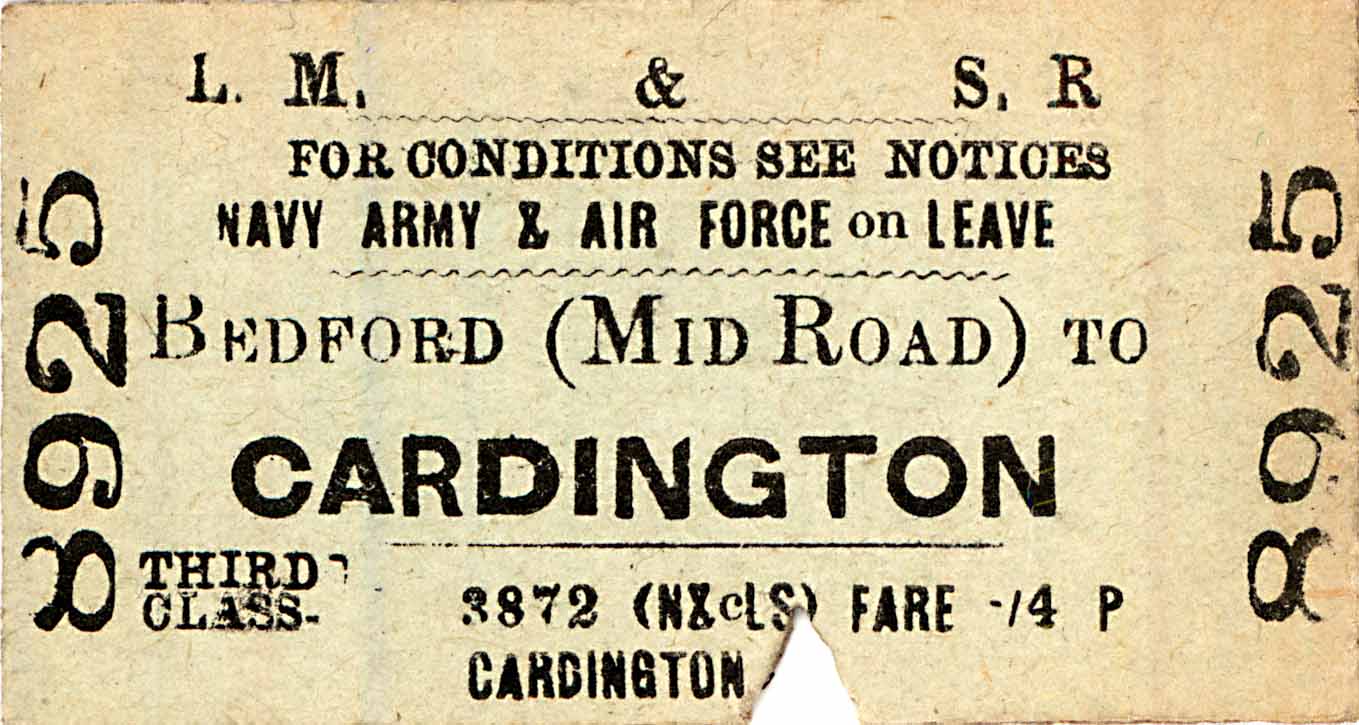 L. M. & S. R
FOR CONDITIONS SEE NOTICES
NAVY ARMY & AIR FORCE on LEAVE
BEDFORD (MID ROAD) TO
CARDINGTON
THIRD
CLASS-
3872 (N&cLS) FARE -/4 P
CARDINGTON
8925
8925